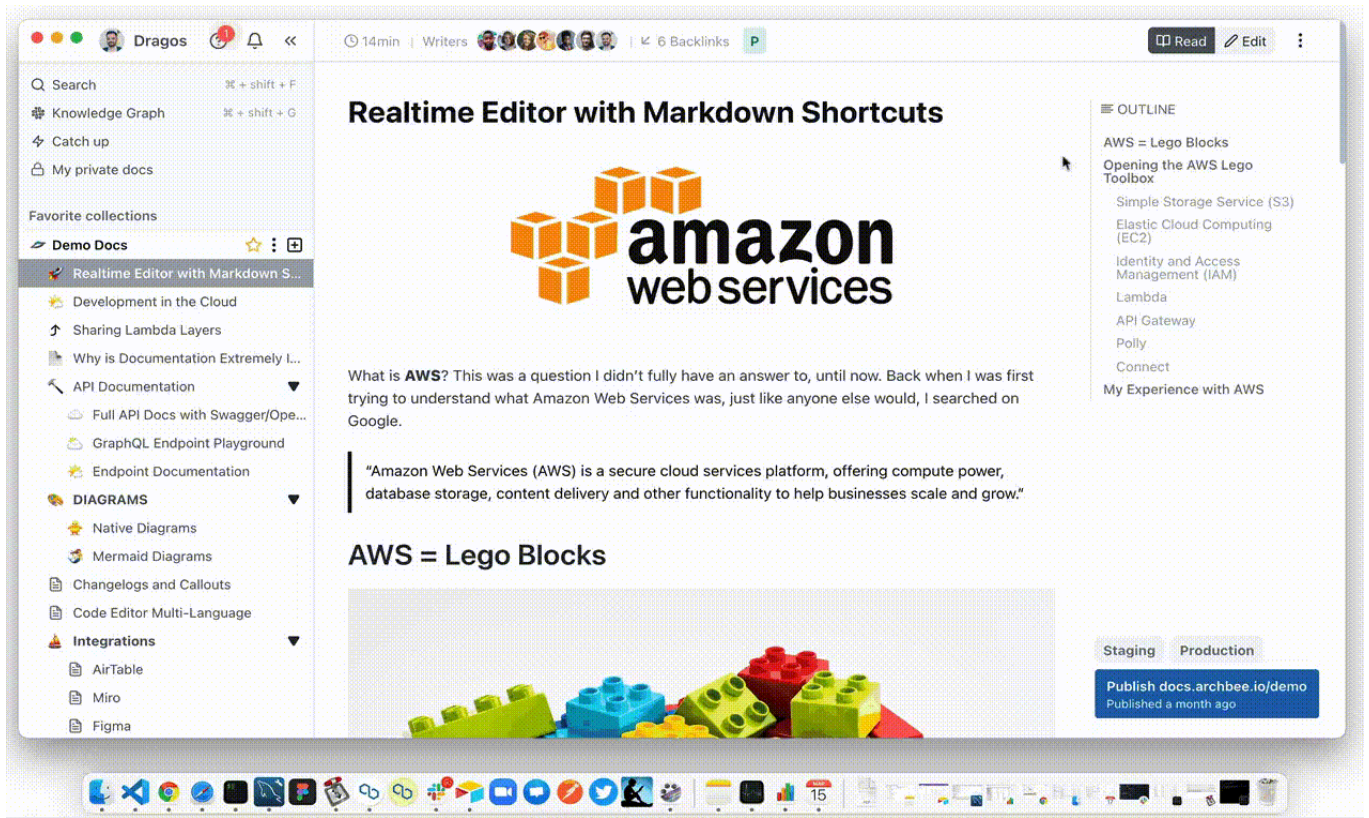 Dragos
1
14min
Writers
6 Backlinks
P
Read
Edit
Search
⌘ + shift + F
Knowledge Graph
⌘ + shift + G
Catch up
My private docs
Favorite collections
Demo Docs
Realtime Editor with Markdown S...
Development in the Cloud
Sharing Lambda Layers
Why is Documentation Extremely I...
API Documentation
Full API Docs with Swagger/Ope...
GraphQL Endpoint Playground
Endpoint Documentation
DIAGRAMS
Native Diagrams
Mermaid Diagrams
Changelogs and Callouts
Code Editor Multi-Language
Integrations
AirTable
Miro
Figma
Realtime Editor with Markdown Shortcuts
amazon
web services
What is AWS? This was a question I didn’t fully have an answer to, until now. Back when I was first
trying to understand what Amazon Web Services was, just like anyone else would, I searched on
Google.
“Amazon Web Services (AWS) is a secure cloud services platform, offering compute power,
database storage, content delivery and other functionality to help businesses scale and grow.”
AWS = Lego Blocks
OUTLINE
AWS = Lego Blocks
Opening the AWS Lego
Toolbox
Simple Storage Service (S3)
Elastic Cloud Computing
(EC2)
Identity and Access
Management (IAM)
Lambda
API Gateway
Polly
Connect
My Experience with AWS
Staging
Production
Publish docs.archbee.io/demo
Published a month ago
15